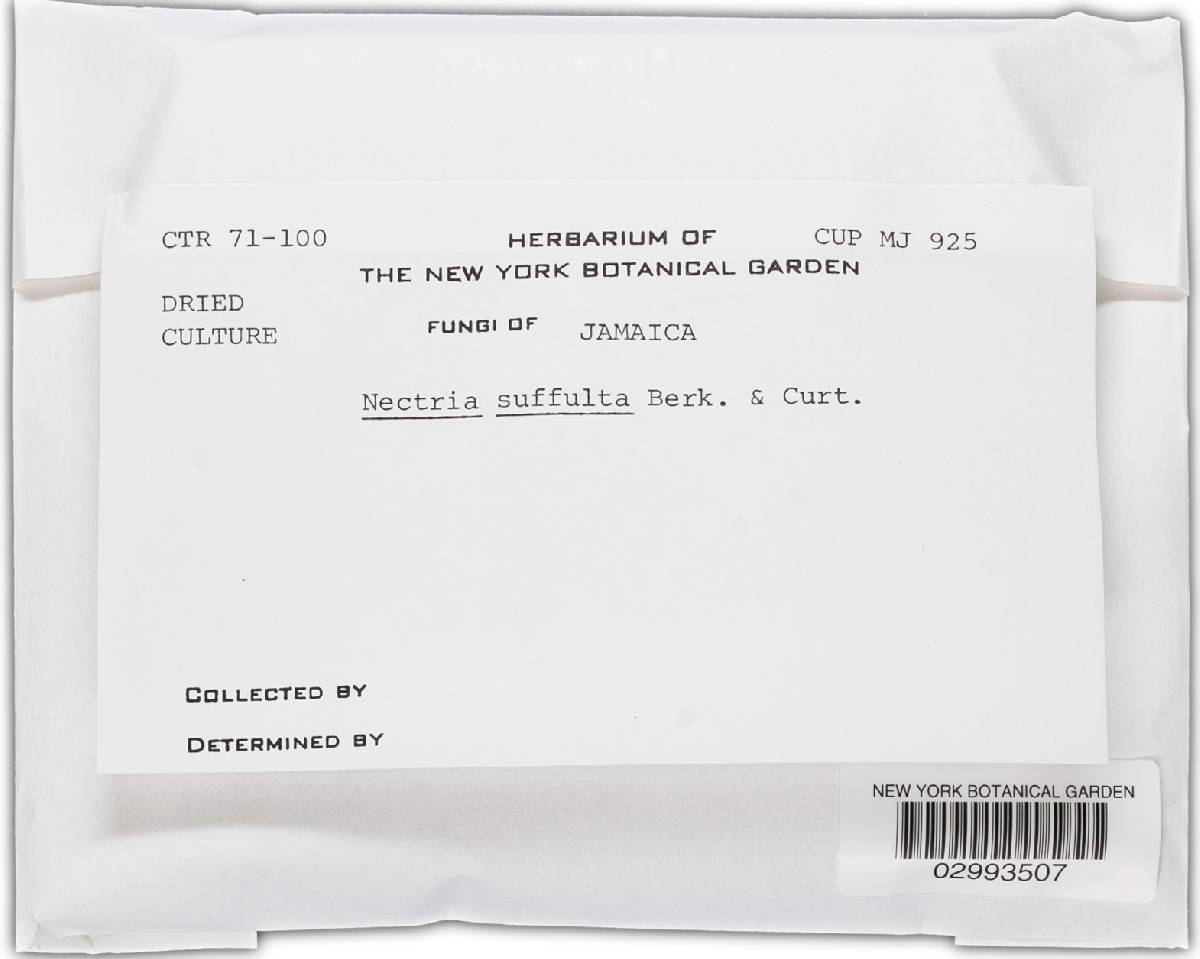 CTR 71-100 HERBARIUM OF CUP MJ 925
THE NEW YORK BOTANICAL GARDEN
DRIED
CULTURE
FUNGI OF JAMAICA
Nectria suffulta Berk. & Curt.
COLLECTED BY
DETERMINED BY
NEW YORK BOTANICAL GARDEN
02993507